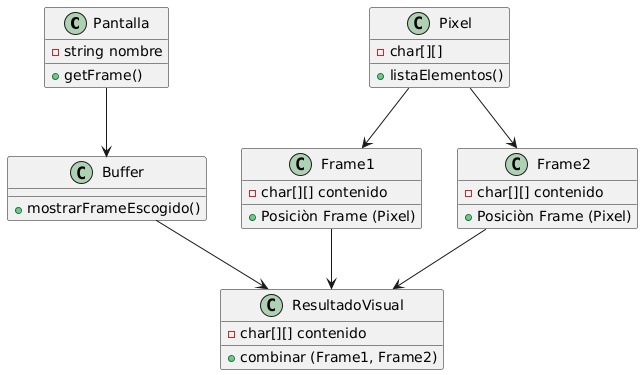 C Pantalla
string nombre
getFrame()
C Pixel
char[][]
listaElementos()
C Buffer
mostrarFrameEscogido()
C Frame1
char[][] contenido
Posiciòn Frame (Pixel)
C Frame2
char[][] contenido
Posiciòn Frame (Pixel)
C ResultadoVisual
char[][] contenido
combinar (Frame1, Frame2)